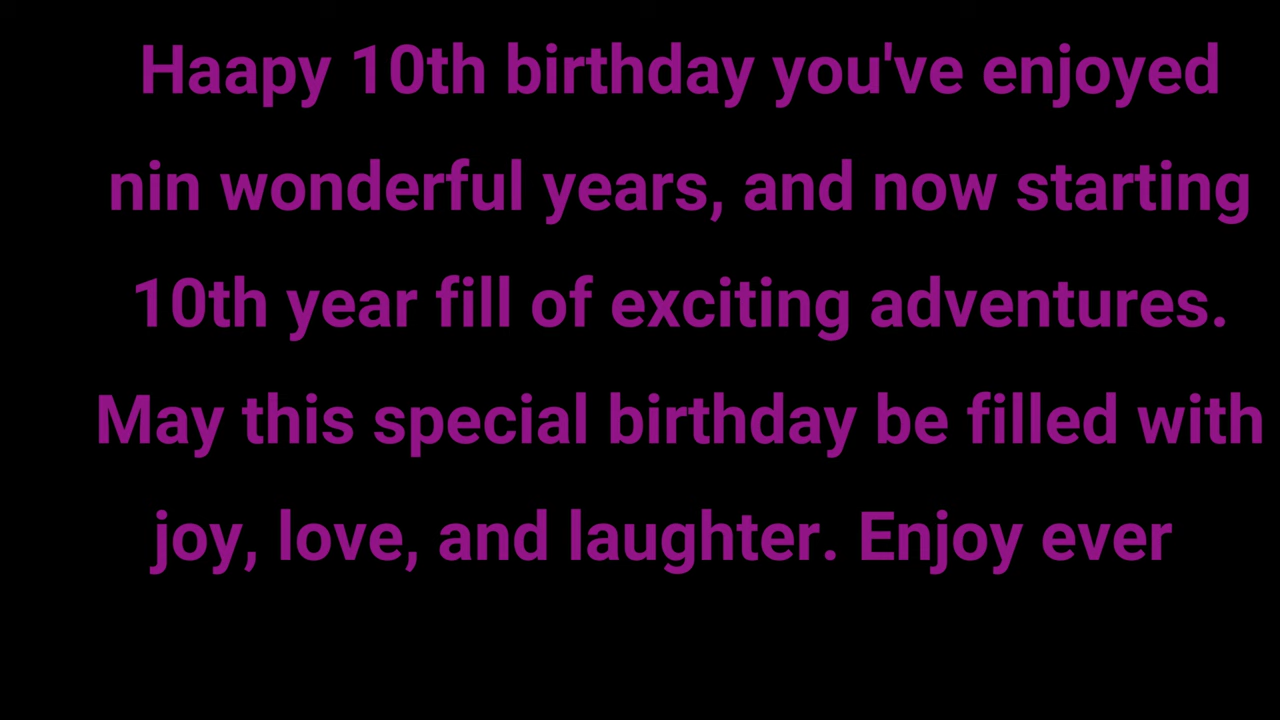 Haapy 10th birthday you've enjoyed
nin wonderful years, and now starting
10th year fill of exciting adventures.
May this special birthday be filled with
joy, love, and laughter. Enjoy ever